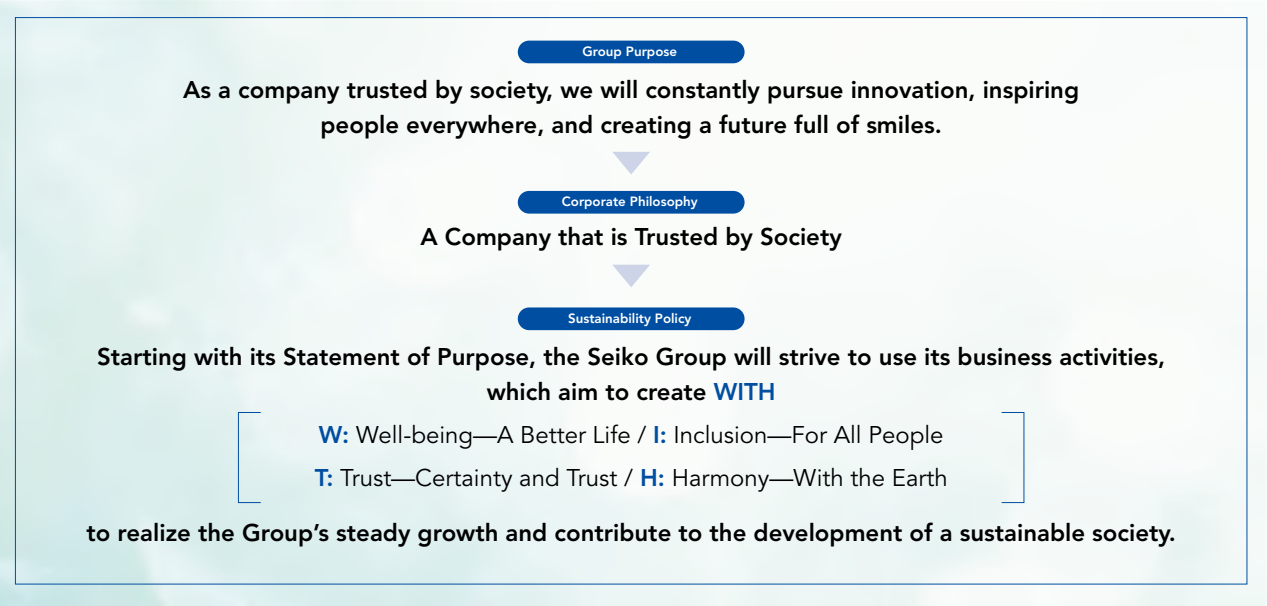 Group Purpose
As a company trusted by society, we will constantly pursue innovation, inspiring
people everywhere, and creating a future full of smiles.
Corporate Philosophy
A Company that is Trusted by Society
Sustainability Policy
Starting with its Statement of Purpose, the Seiko Group will strive to use its business activities,
which aim to create WITH
W: Well-being—A Better Life / I: Inclusion—For All People
T: Trust—Certainty and Trust / H: Harmony—With the Earth
to realize the Group’s steady growth and contribute to the development of a sustainable society.